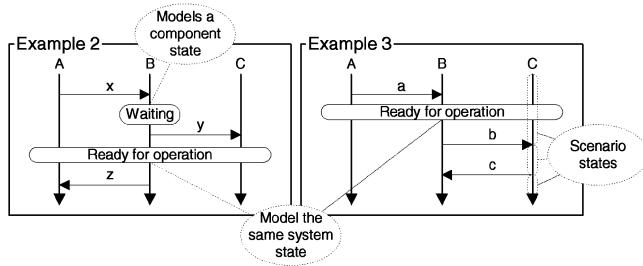 Models a
component
state
Example 2
A B C
x
Waiting
y
Ready for operation
z
Example 3
A B C
a
Ready for operation
b
c
Scenario
states
Model the
same system
state